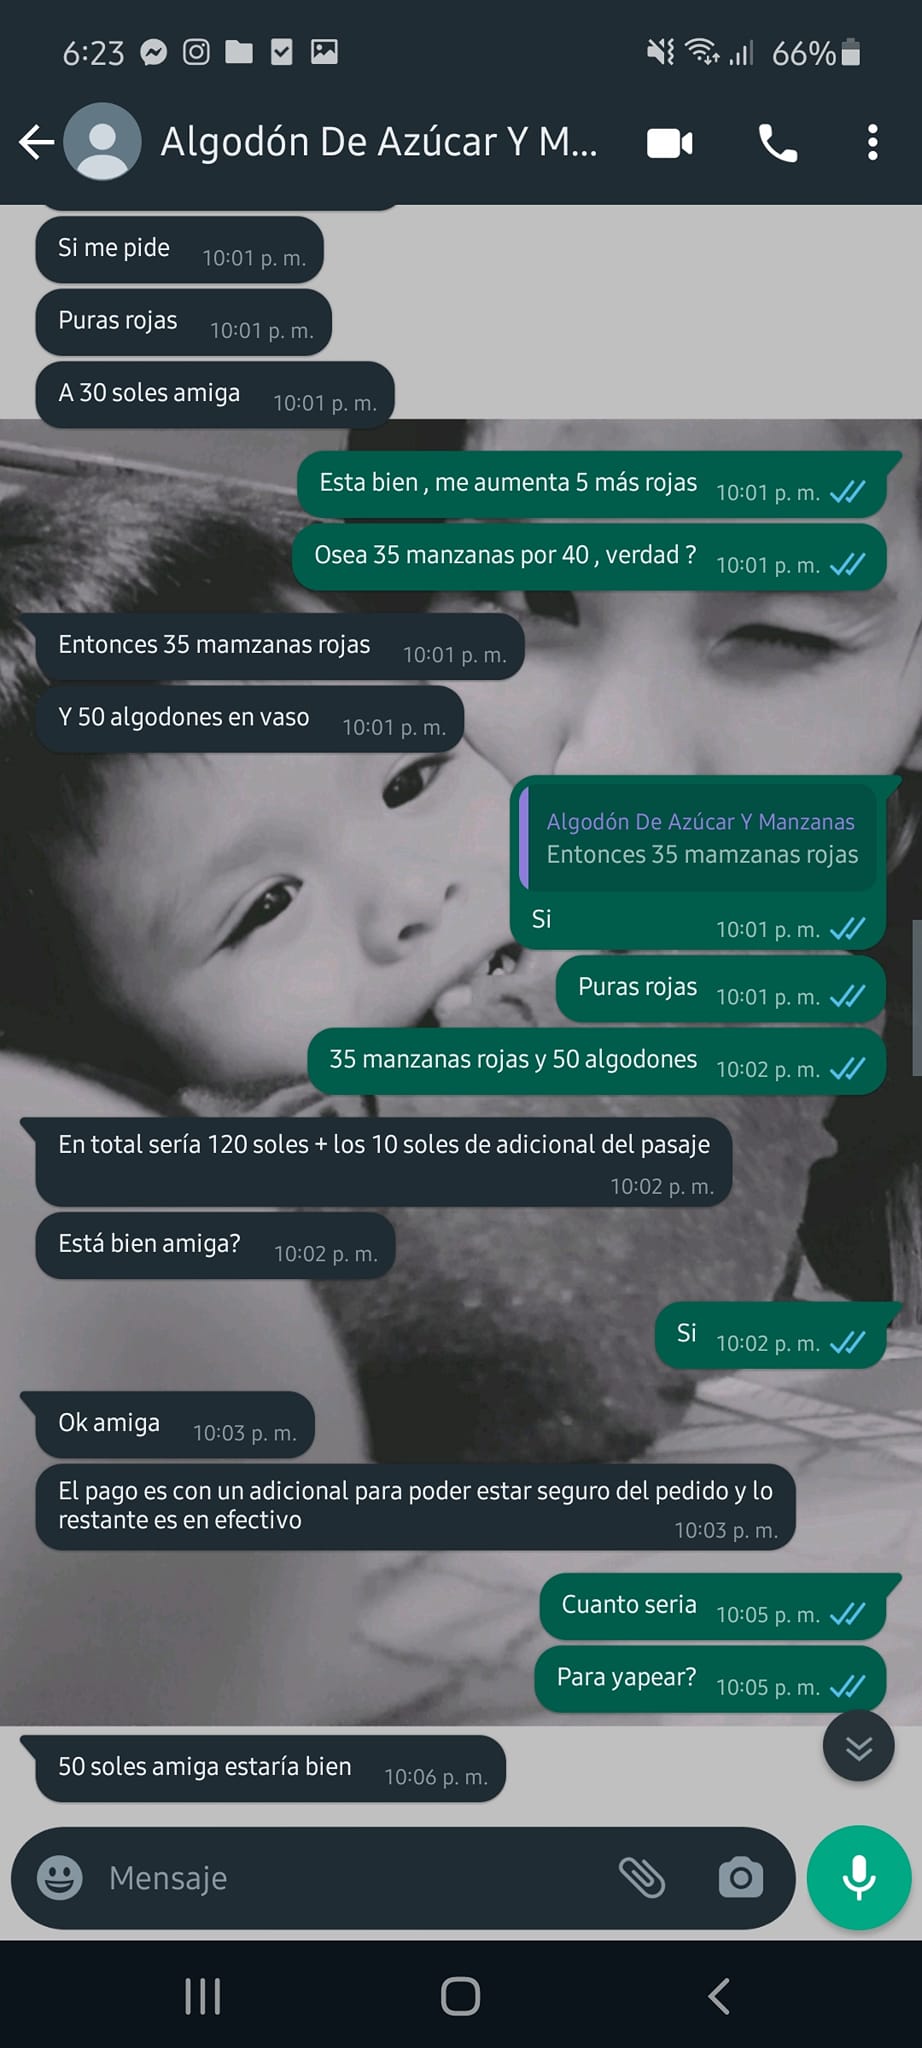 6:23
66%
Algodón De Azúcar Y M...
Si me pide 10:01 p. m.
Puras rojas 10:01 p. m.
A 30 soles amiga 10:01 p. m.
Esta bien , me aumenta 5 más rojas 10:01 p. m.
Osea 35 manzanas por 40 , verdad ? 10:01 p. m.
Entonces 35 mamzanas rojas 10:01 p. m.
Y 50 algodones en vaso 10:01 p. m.
Algodón De Azúcar Y Manzanas
Entonces 35 mamzanas rojas
Si 10:01 p. m.
Puras rojas 10:01 p. m.
35 manzanas rojas y 50 algodones 10:02 p. m.
En total sería 120 soles + los 10 soles de adicional del pasaje
10:02 p. m.
Está bien amiga? 10:02 p. m.
Si 10:02 p. m.
Ok amiga 10:03 p. m.
El pago es con un adicional para poder estar seguro del pedido y lo
restante es en efectivo 10:03 p. m.
Cuanto seria 10:05 p. m.
Para yapear? 10:05 p. m.
50 soles amiga estaría bien 10:06 p. m.
Mensaje